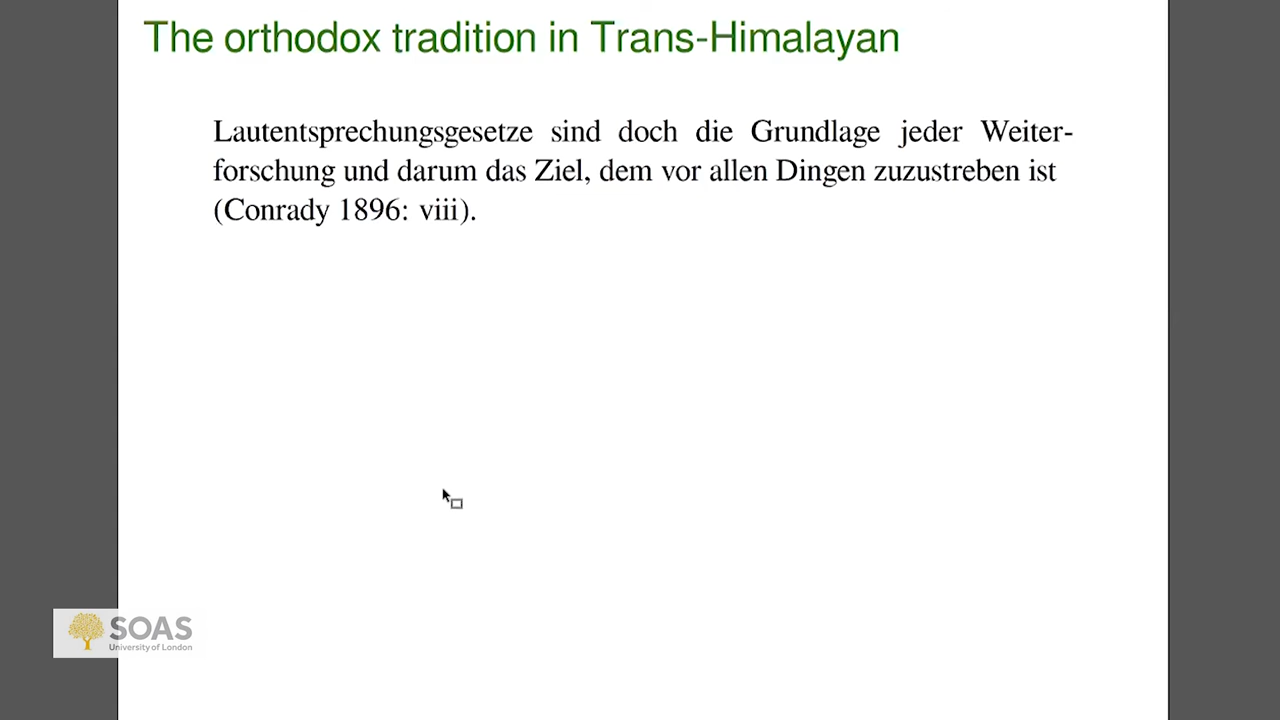 The orthodox tradition in Trans-Himalayan
Lautentsprechungsgesetze sind doch die Grundlage jeder Weiter-
forschung und darum das Ziel, dem vor allen Dingen zuzustreben ist
(Conrady 1896: viii).
SOAS
University of London